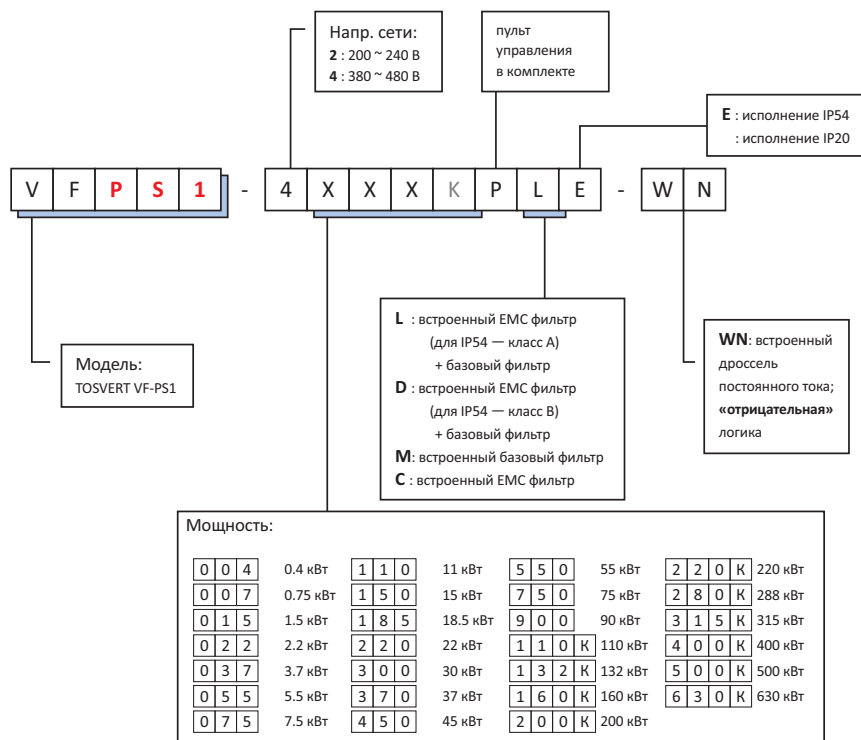 Напр. сети:
2 : 200 ~ 240 В
4 : 380 ~ 480 В
пульт
управления
в комплекте
E : исполнение IP54
: исполнение IP20
V F P S 1 - 4 X X X K P L E - W N
Модель:
TOSVERT VF-PS1
L : встроенный EMC фильтр
(для IP54 — класс A)
+ базовый фильтр
D : встроенный EMC фильтр
(для IP54 — класс B)
+ базовый фильтр
M: встроенный базовый фильтр
C : встроенный EMC фильтр
WN: встроенный
дроссель
постоянного тока;
«отрицательная»
логика
Мощность:
0 0 4 0.4 кВт 1 1 0 11 кВт 5 5 0 55 кВт 2 2 0 K 220 кВт
0 0 7 0.75 кВт 1 5 0 15 кВт 7 5 0 75 кВт 2 8 0 K 288 кВт
0 1 5 1.5 кВт 1 8 5 18.5 кВт 9 0 0 90 кВт 3 1 5 K 315 кВт
0 2 2 2.2 кВт 2 2 0 22 кВт 1 1 0 K 110 кВт 4 0 0 K 400 кВт
0 3 7 3.7 кВт 3 0 0 30 кВт 1 3 2 K 132 кВт 5 0 0 K 500 кВт
0 5 5 5.5 кВт 3 7 0 37 кВт 1 6 0 K 160 кВт 6 3 0 K 630 кВт
0 7 5 7.5 кВт 4 5 0 45 кВт 2 0 0 K 200 кВт